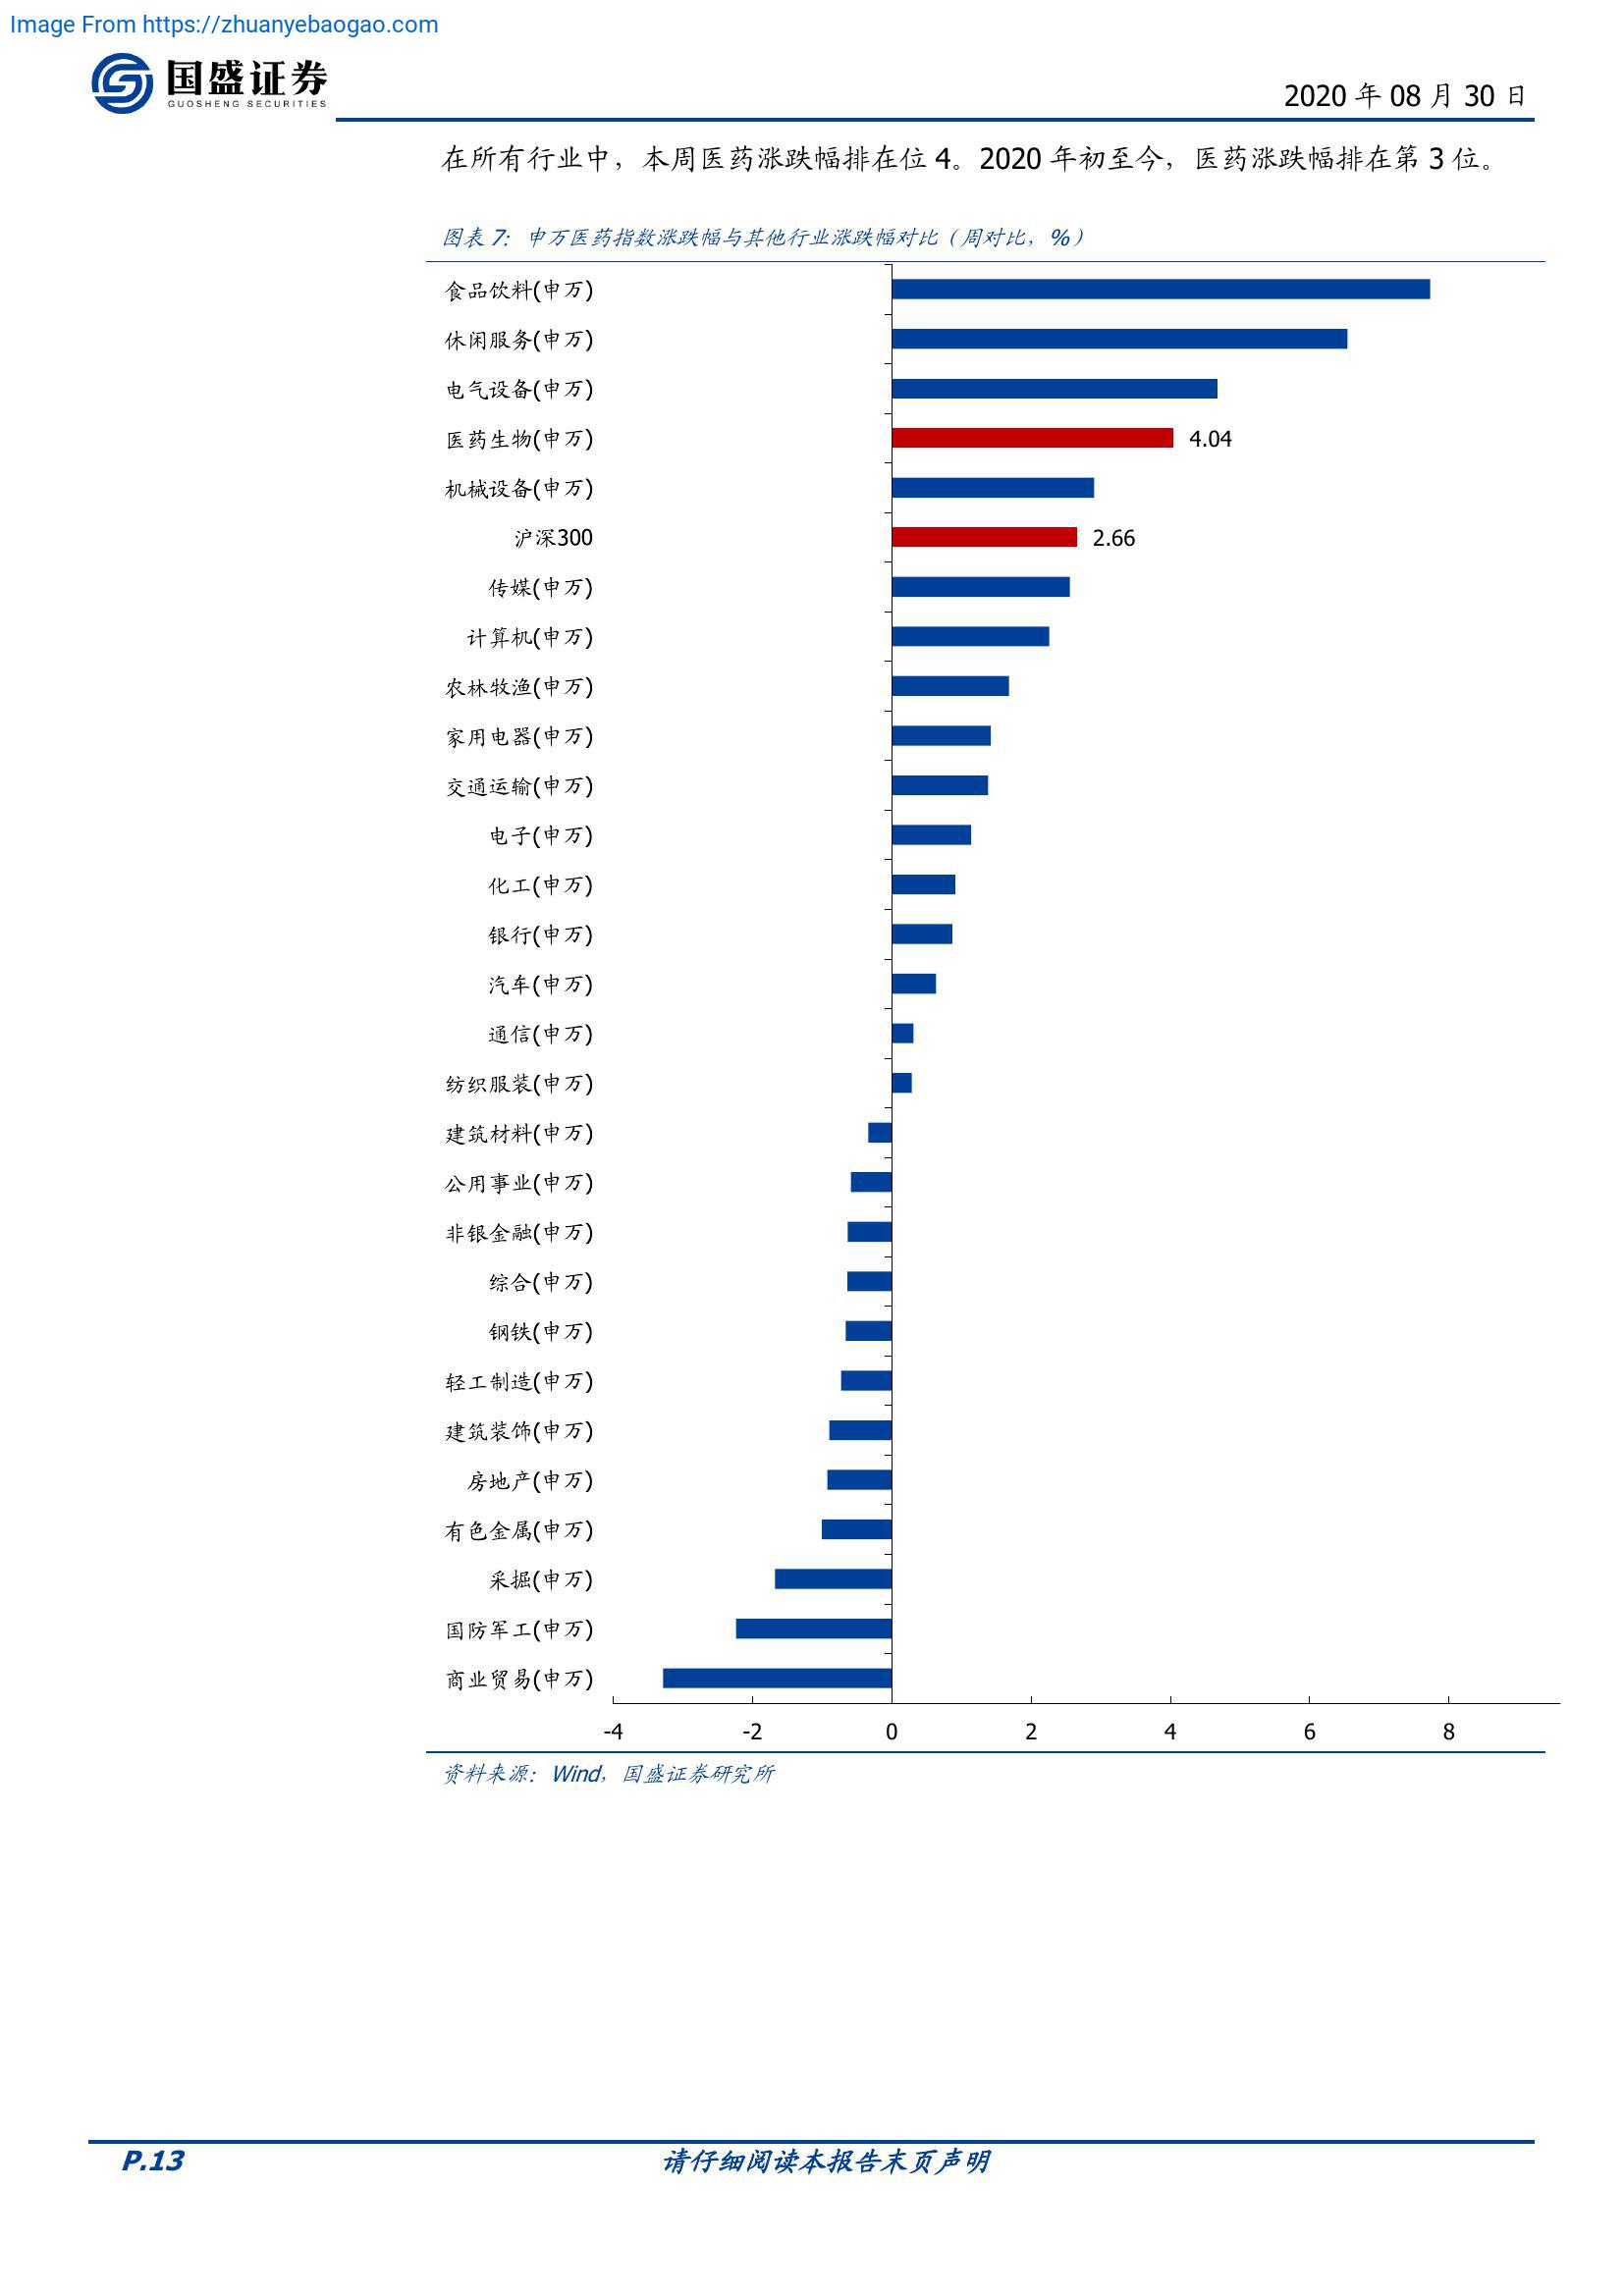 Image From https://zhuanyebaogao.com
国盛证券
GUOSHENG SECURITIES
2020 年 08 月 30 日
在所有行业中，本周医药涨跌幅排在位 4。2020 年初至今，医药涨跌幅排在第 3 位。
图表 7：申万医药指数涨跌幅与其他行业涨跌幅对比（周对比，%）
食品饮料(申万)
休闲服务(申万)
电气设备(申万)
医药生物(申万) 4.04
机械设备(申万)
沪深300 2.66
传媒(申万)
计算机(申万)
农林牧渔(申万)
家用电器(申万)
交通运输(申万)
电子(申万)
化工(申万)
银行(申万)
汽车(申万)
通信(申万)
纺织服装(申万)
建筑材料(申万)
公用事业(申万)
非银金融(申万)
综合(申万)
钢铁(申万)
轻工制造(申万)
建筑装饰(申万)
房地产(申万)
有色金属(申万)
采掘(申万)
国防军工(申万)
商业贸易(申万)
-4 -2 0 2 4 6 8
资料来源：Wind，国盛证券研究所
P.13 请仔细阅读本报告末页声明